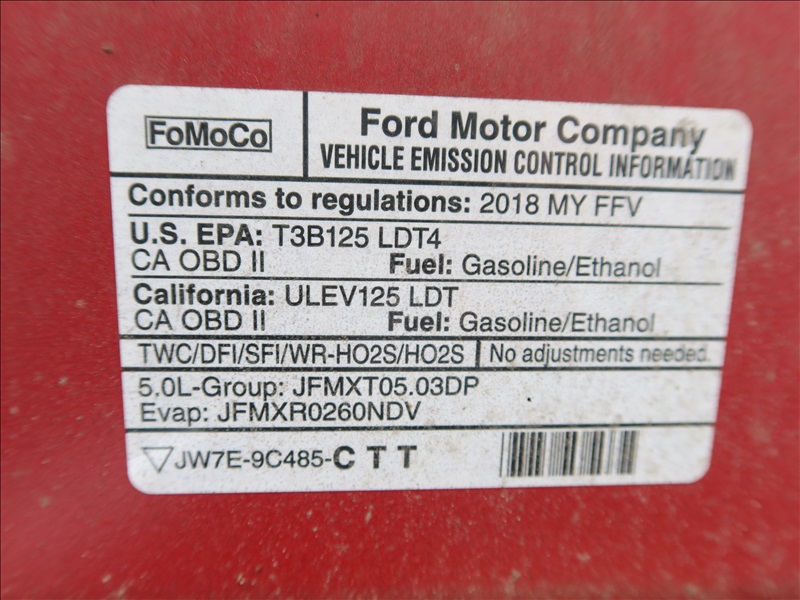 FoMoCo
Ford Motor Company
VEHICLE EMISSION CONTROL INFORMATION
Conforms to regulations: 2018 MY FFV
U.S. EPA: T3B125 LDT4
CA OBD II Fuel: Gasoline/Ethanol
California: ULEV125 LDT
CA OBD II Fuel: Gasoline/Ethanol
TWC/DFI/SFI/WR-HO2S/HO2S No adjustments needed.
5.0L-Group: JFMXT05.03DP
Evap: JFMXR0260NDV
JW7E-9C485-CTT